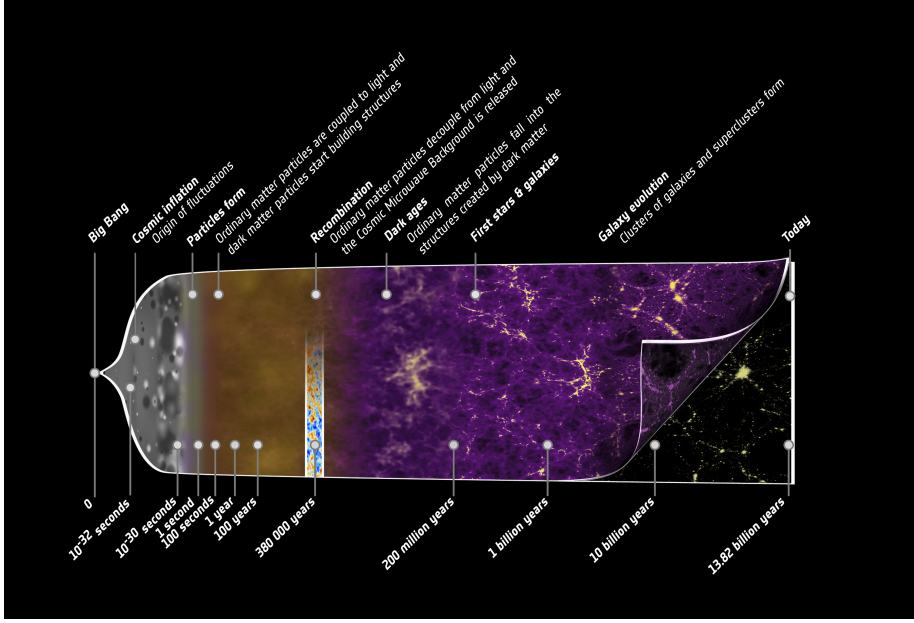 Big Bang
Cosmic inflation
Origin of fluctuations
Particles form
Ordinary matter particles are coupled to light and
dark matter particles start building structures
Recombination
Ordinary matter particles decouple from light and
the Cosmic Microwave Background is released
Dark ages
Ordinary matter particles fall into the
structures created by dark matter
First stars & galaxies
Galaxy evolution
Clusters of galaxies and superclusters form
Today
0
10-32 seconds
10-30 seconds
1 second
100 seconds
1 year
100 years
380 000 years
200 million years
1 billion years
10 billion years
13.82 billion years